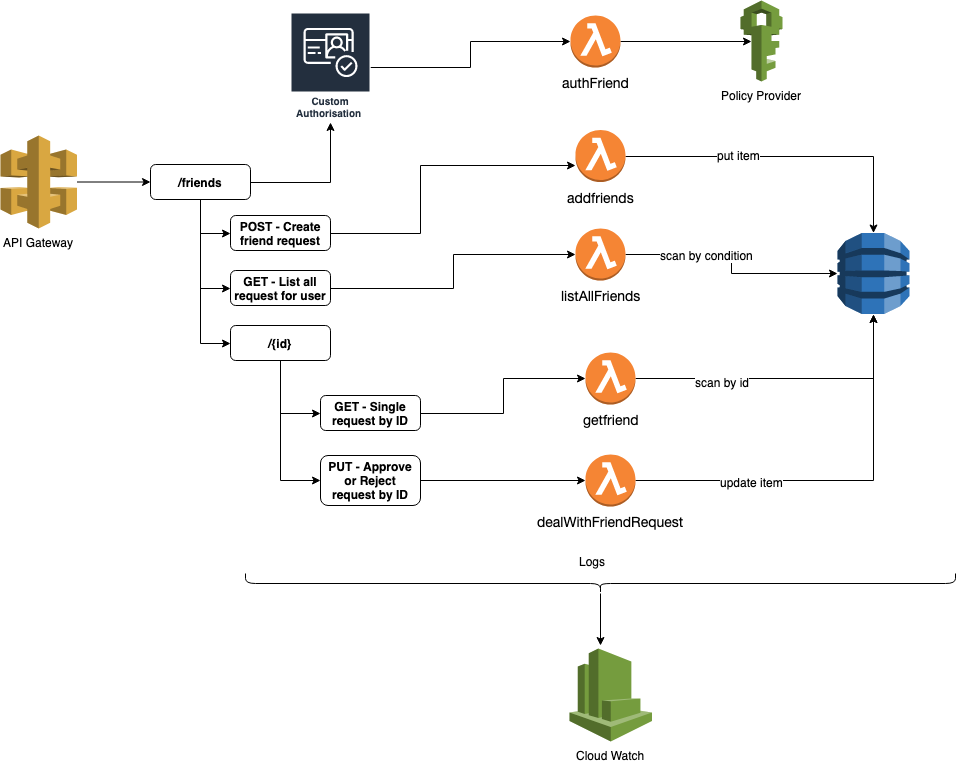 Custom
Authorisation
authFriend
Policy Provider
API Gateway
/friends
addfriends
put item
POST - Create
friend request
GET - List all
request for user
listAllFriends
scan by condition
/{id}
GET - Single
request by ID
getfriend
scan by id
PUT - Approve
or Reject
request by ID
dealWithFriendRequest
update item
Logs
Cloud Watch